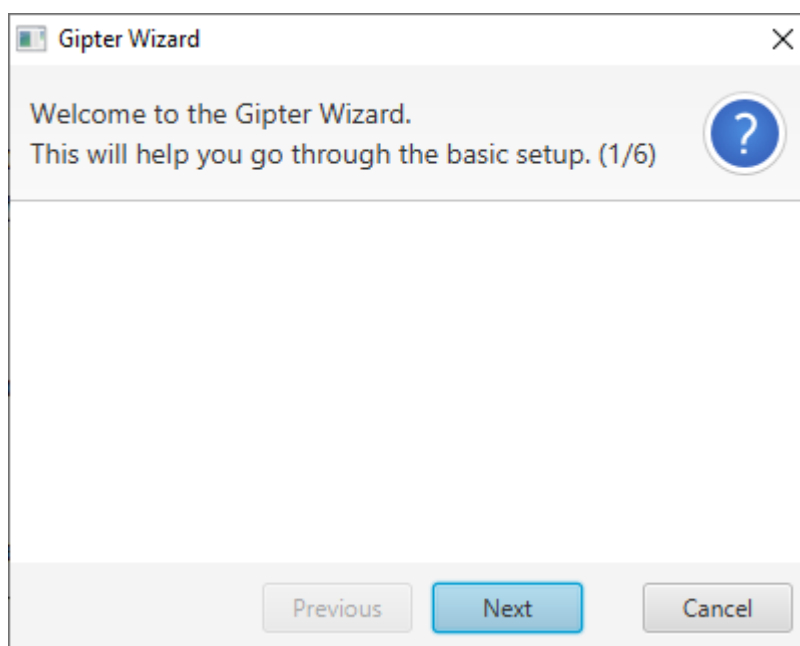 Gipter Wizard
Welcome to the Gipter Wizard.
This will help you go through the basic setup. (1/6)
?
Previous
Next
Cancel